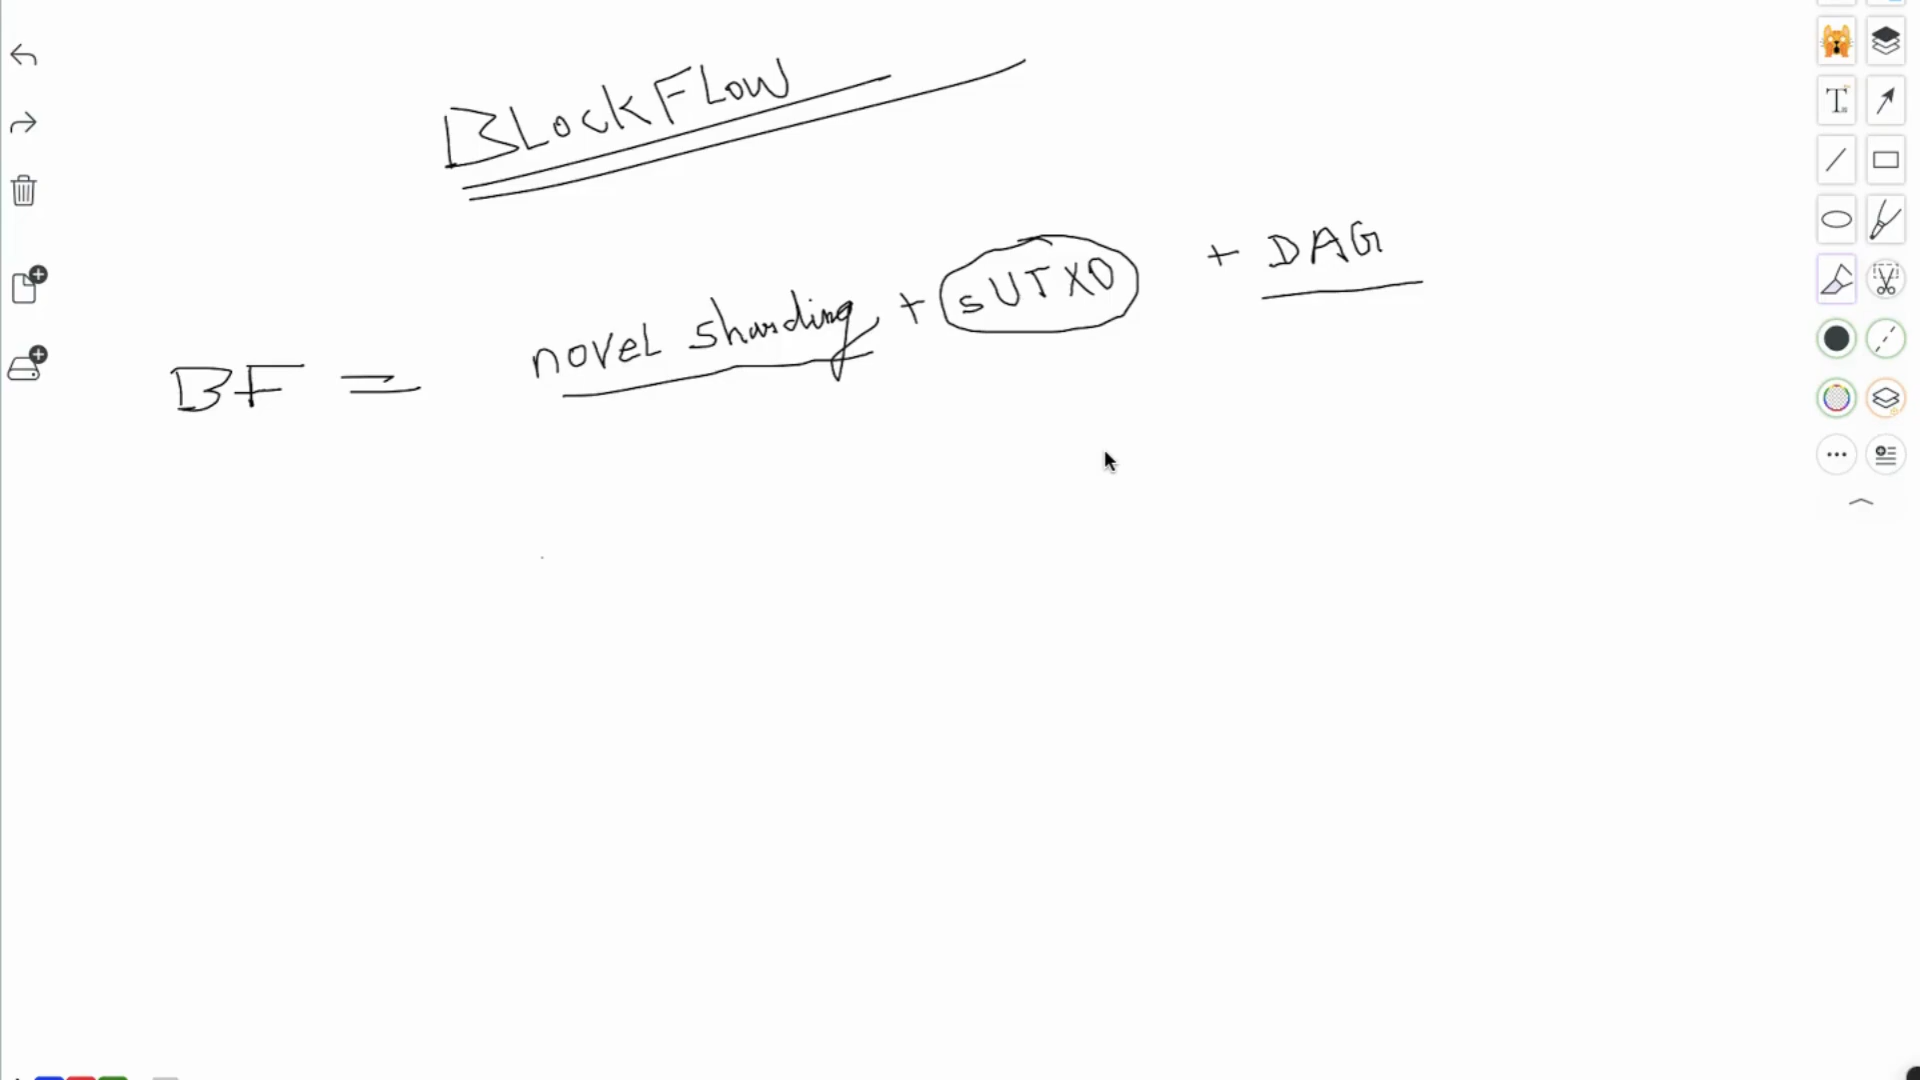 BLockFLow
BF = novel sharding + sUTXO + DAG
T